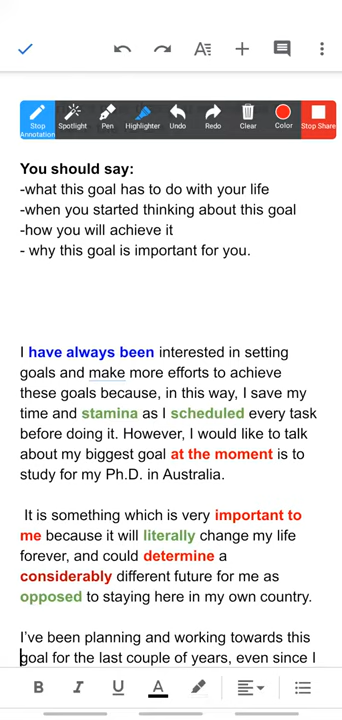 Stop Annotation
Spotlight
Pen
Highlighter
Undo
Redo
Clear
Color
Stop Share
You should say:
-what this goal has to do with your life
-when you started thinking about this goal
-how you will achieve it
- why this goal is important for you.
I have always been interested in setting
goals and make more efforts to achieve
these goals because, in this way, I save my
time and stamina as I scheduled every task
before doing it. However, I would like to talk
about my biggest goal at the moment is to
study for my Ph.D. in Australia.
It is something which is very important to
me because it will literally change my life
forever, and could determine a
considerably different future for me as
opposed to staying here in my own country.
I've been planning and working towards this
goal for the last couple of years, even since I
B I U A